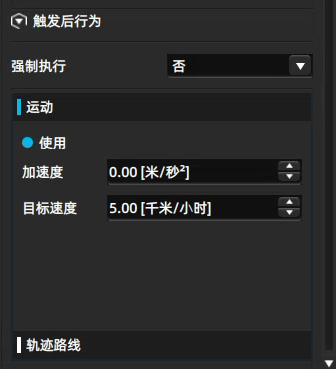 触发后行为
强制执行 否
运动
使用
加速度 0.00 [米/秒²]
目标速度 5.00 [千米/小时]
轨迹路线